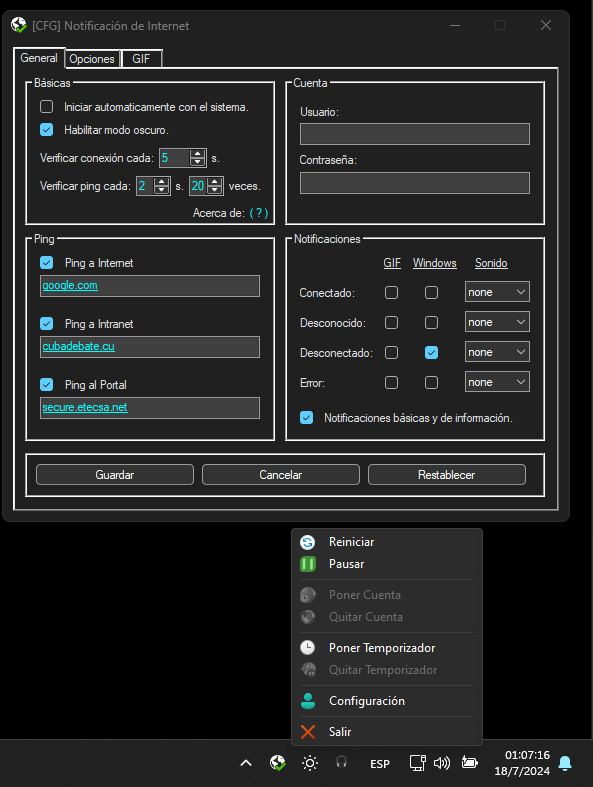 [CFG] Notificación de Internet
General Opciones GIF
Básicas
Iniciar automaticamente con el sistema.
Habilitar modo oscuro.
Verificar conexión cada: 5 s.
Verificar ping cada: 2 s. 20 veces.
Acerca de: ( ? )
Cuenta
Usuario:
Contraseña:
Ping
Ping a Internet
google.com
Ping a Intranet
cubadebate.cu
Ping al Portal
secure.etecsa.net
Notificaciones
GIF Windows Sonido
Conectado: none
Desconocido: none
Desconectado: none
Error: none
Notificaciones básicas y de información.
Guardar Cancelar Restablecer
Reiniciar
Pausar
Poner Cuenta
Quitar Cuenta
Poner Temporizador
Quitar Temporizador
Configuración
Salir
ESP
01:07:16
18/7/2024